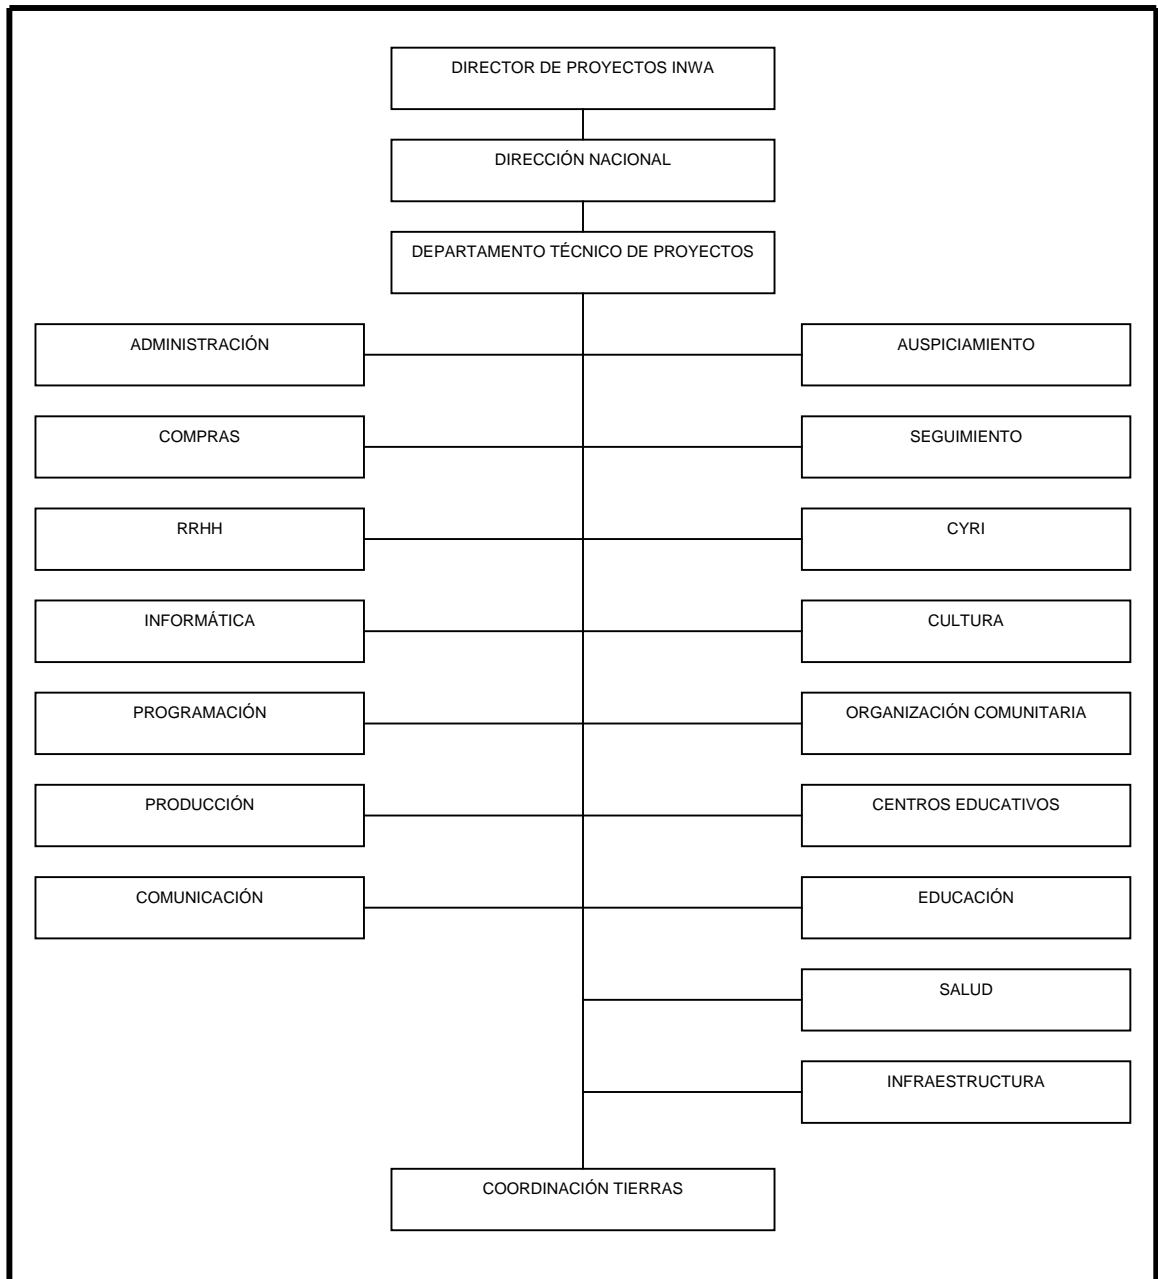 DIRECTOR DE PROYECTOS INWA
DIRECCIÓN NACIONAL
DEPARTAMENTO TÉCNICO DE PROYECTOS
ADMINISTRACIÓN
AUSPICIAMIENTO
COMPRAS
SEGUIMIENTO
RRHH
CYRI
INFORMÁTICA
CULTURA
PROGRAMACIÓN
ORGANIZACIÓN COMUNITARIA
PRODUCCIÓN
CENTROS EDUCATIVOS
COMUNICACIÓN
EDUCACIÓN
SALUD
INFRAESTRUCTURA
COORDINACIÓN TIERRAS